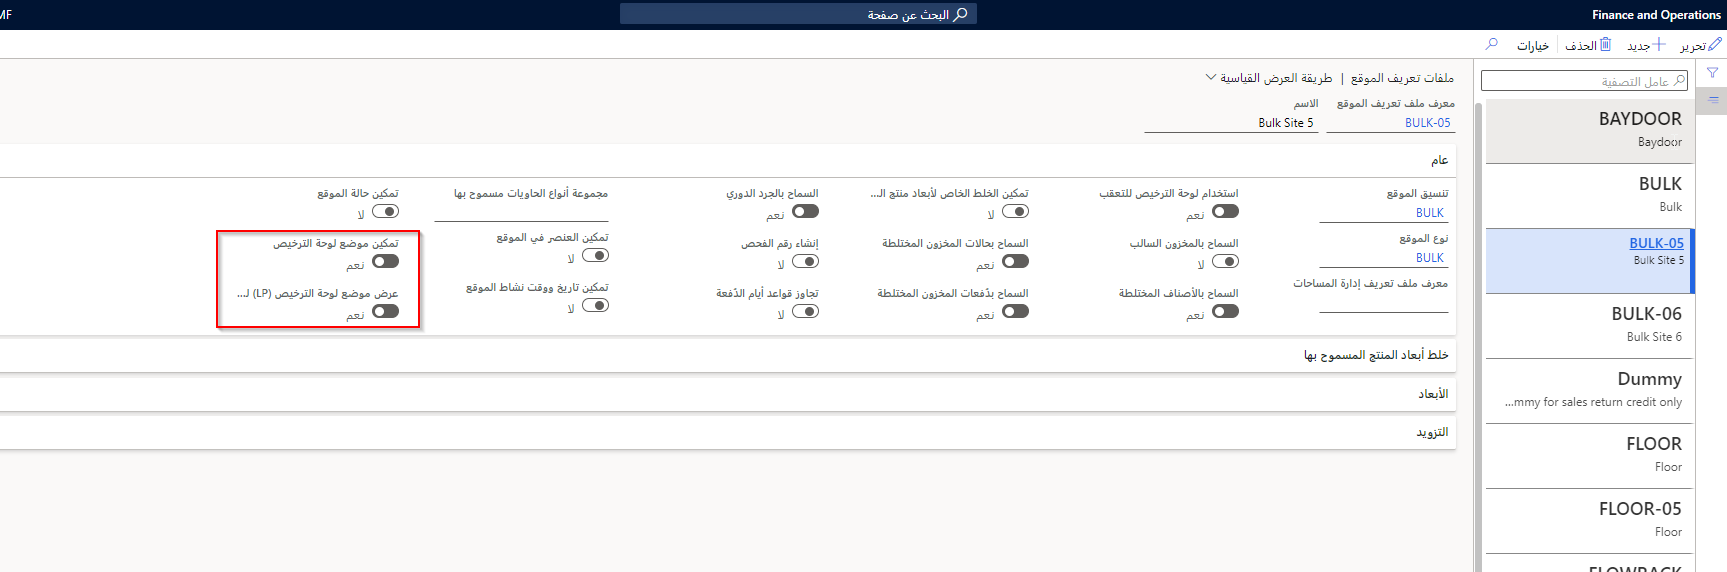 Finance and Operations
البحث عن صفحة
MF
تحرير
جديد
الحذف
خيارات
عامل التصفية
BAYDOOR
Baydoor
BULK
Bulk
BULK-05
Bulk Site 5
BULK-06
Bulk Site 6
Dummy
...mmy for sales return credit only
FLOOR
Floor
FLOOR-05
Floor
FLOWBACK
ملفات تعريف الموقع | طريقة العرض القياسية
معرف ملف تعريف الموقع
BULK-05
الاسم
Bulk Site 5
عام
تنسيق الموقع
BULK
نوع الموقع
BULK
معرف ملف تعريف إدارة المساحات
استخدام لوحة الترخيص للتعقب
نعم
السماح بالمخزون السالب
لا
السماح بالأصناف المختلطة
نعم
تمكين الخلط الخاص لأبعاد منتج الـ...
لا
السماح بحالات المخزون المختلطة
نعم
السماح بدُفعات المخزون المختلطة
نعم
السماح بالجرد الدوري
نعم
إنشاء رقم الفحص
لا
تجاوز قواعد أيام الدُفعة
لا
مجموعة أنواع الحاويات مسموح بها
تمكين العنصر في الموقع
لا
تمكين تاريخ ووقت نشاط الموقع
لا
تمكين حالة الموقع
لا
تمكين موضع لوحة الترخيص
نعم
عرض موضع لوحة الترخيص (LP) لـ...
نعم
خلط أبعاد المنتج المسموح بها
الأبعاد
التزويد